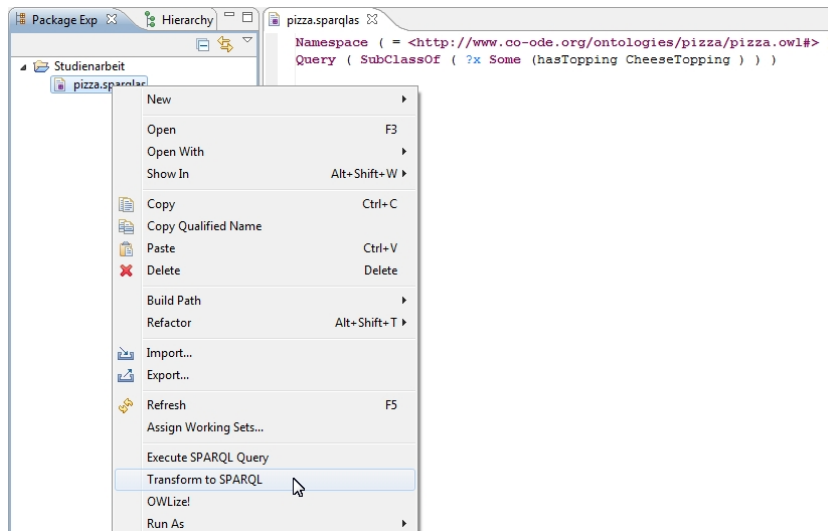 Package Exp
Hierarchy
pizza.sparqlas
Namespace ( = <http://www.co-ode.org/ontologies/pizza/pizza.owl#>
Query ( SubClassOf ( ?x Some (hasTopping CheeseTopping ) ) )
Studienarbeit
pizza.sparqlas
New
Open F3
Open With
Show In Alt+Shift+W
Copy Ctrl+C
Copy Qualified Name
Paste Ctrl+V
Delete Delete
Build Path
Refactor Alt+Shift+T
Import...
Export...
Refresh F5
Assign Working Sets...
Execute SPARQL Query
Transform to SPARQL
OWLize!
Run As